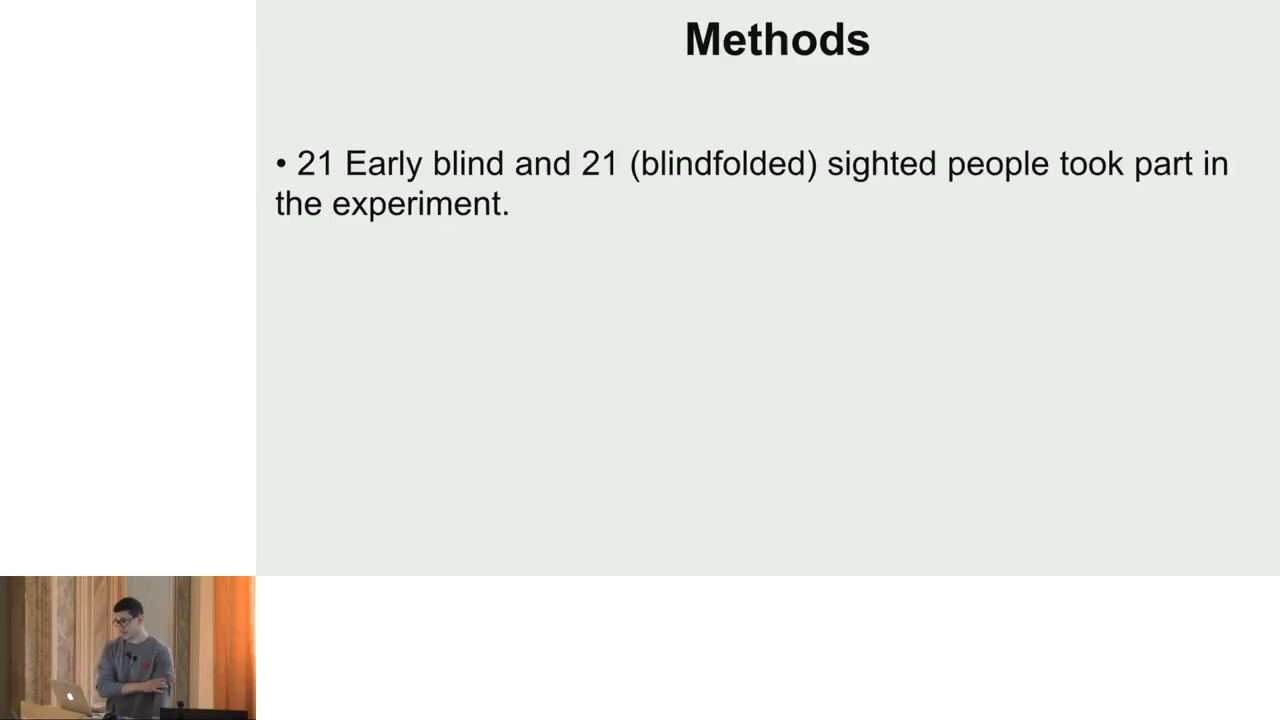 Methods
• 21 Early blind and 21 (blindfolded) sighted people took part in
the experiment.